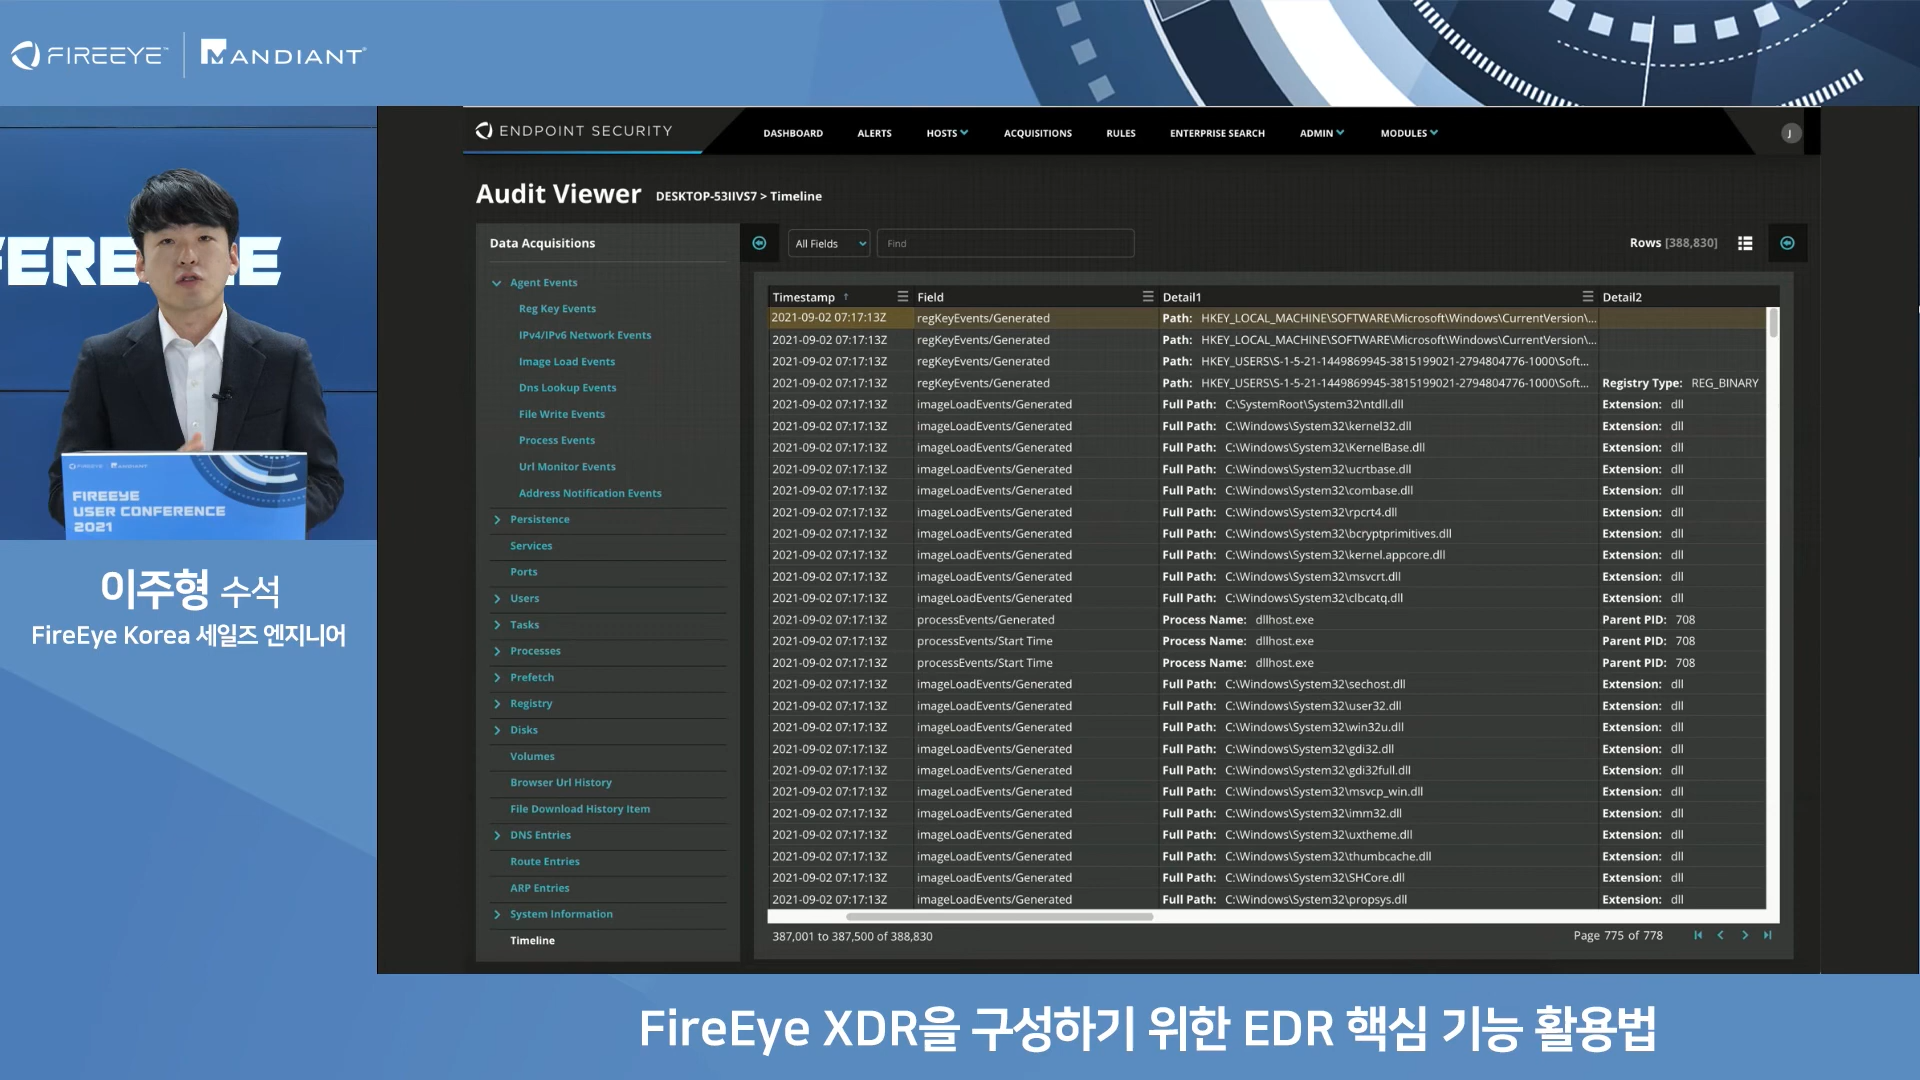 FIREEYE™ | MANDIANT®
FERE E
FIREEYE | MANDIANT
FIREEYE
USER CONFERENCE
2021
이주형 수석
FireEye Korea 세일즈 엔지니어
ENDPOINT SECURITY
DASHBOARD ALERTS HOSTS ACQUISITIONS RULES ENTERPRISE SEARCH ADMIN MODULES J
Audit Viewer DESKTOP-53IIVS7 > Timeline
Data Acquisitions
Agent Events
Reg Key Events
IPv4/IPv6 Network Events
Image Load Events
Dns Lookup Events
File Write Events
Process Events
Url Monitor Events
Address Notification Events
Persistence
Services
Ports
Users
Tasks
Processes
Prefetch
Registry
Disks
Volumes
Browser Url History
File Download History Item
DNS Entries
Route Entries
ARP Entries
System Information
Timeline
All Fields Find Rows [388,830]
Timestamp ↑ Field Detail1 Detail2
2021-09-02 07:17:13Z regKeyEvents/Generated Path: HKEY_LOCAL_MACHINE\SOFTWARE\Microsoft\Windows\CurrentVersion\...
2021-09-02 07:17:13Z regKeyEvents/Generated Path: HKEY_LOCAL_MACHINE\SOFTWARE\Microsoft\Windows\CurrentVersion\...
2021-09-02 07:17:13Z regKeyEvents/Generated Path: HKEY_USERS\S-1-5-21-1449869945-3815199021-2794804776-1000\Soft...
2021-09-02 07:17:13Z regKeyEvents/Generated Path: HKEY_USERS\S-1-5-21-1449869945-3815199021-2794804776-1000\Soft... Registry Type: REG_BINARY
2021-09-02 07:17:13Z imageLoadEvents/Generated Full Path: C:\SystemRoot\System32\ntdll.dll Extension: dll
2021-09-02 07:17:13Z imageLoadEvents/Generated Full Path: C:\Windows\System32\kernel32.dll Extension: dll
2021-09-02 07:17:13Z imageLoadEvents/Generated Full Path: C:\Windows\System32\KernelBase.dll Extension: dll
2021-09-02 07:17:13Z imageLoadEvents/Generated Full Path: C:\Windows\System32\ucrtbase.dll Extension: dll
2021-09-02 07:17:13Z imageLoadEvents/Generated Full Path: C:\Windows\System32\combase.dll Extension: dll
2021-09-02 07:17:13Z imageLoadEvents/Generated Full Path: C:\Windows\System32\rpcrt4.dll Extension: dll
2021-09-02 07:17:13Z imageLoadEvents/Generated Full Path: C:\Windows\System32\bcryptprimitives.dll Extension: dll
2021-09-02 07:17:13Z imageLoadEvents/Generated Full Path: C:\Windows\System32\kernel.appcore.dll Extension: dll
2021-09-02 07:17:13Z imageLoadEvents/Generated Full Path: C:\Windows\System32\msvcrt.dll Extension: dll
2021-09-02 07:17:13Z imageLoadEvents/Generated Full Path: C:\Windows\System32\clbcatq.dll Extension: dll
2021-09-02 07:17:13Z processEvents/Generated Process Name: dllhost.exe Parent PID: 708
2021-09-02 07:17:13Z processEvents/Start Time Process Name: dllhost.exe Parent PID: 708
2021-09-02 07:17:13Z processEvents/Start Time Process Name: dllhost.exe Parent PID: 708
2021-09-02 07:17:13Z imageLoadEvents/Generated Full Path: C:\Windows\System32\sechost.dll Extension: dll
2021-09-02 07:17:13Z imageLoadEvents/Generated Full Path: C:\Windows\System32\user32.dll Extension: dll
2021-09-02 07:17:13Z imageLoadEvents/Generated Full Path: C:\Windows\System32\win32u.dll Extension: dll
2021-09-02 07:17:13Z imageLoadEvents/Generated Full Path: C:\Windows\System32\gdi32.dll Extension: dll
2021-09-02 07:17:13Z imageLoadEvents/Generated Full Path: C:\Windows\System32\gdi32full.dll Extension: dll
2021-09-02 07:17:13Z imageLoadEvents/Generated Full Path: C:\Windows\System32\msvcp_win.dll Extension: dll
2021-09-02 07:17:13Z imageLoadEvents/Generated Full Path: C:\Windows\System32\imm32.dll Extension: dll
2021-09-02 07:17:13Z imageLoadEvents/Generated Full Path: C:\Windows\System32\uxtheme.dll Extension: dll
2021-09-02 07:17:13Z imageLoadEvents/Generated Full Path: C:\Windows\System32\thumbcache.dll Extension: dll
2021-09-02 07:17:13Z imageLoadEvents/Generated Full Path: C:\Windows\System32\SHCore.dll Extension: dll
2021-09-02 07:17:13Z imageLoadEvents/Generated Full Path: C:\Windows\System32\propsys.dll Extension: dll
387,001 to 387,500 of 388,830 Page 775 of 778
FireEye XDR을 구성하기 위한 EDR 핵심 기능 활용법